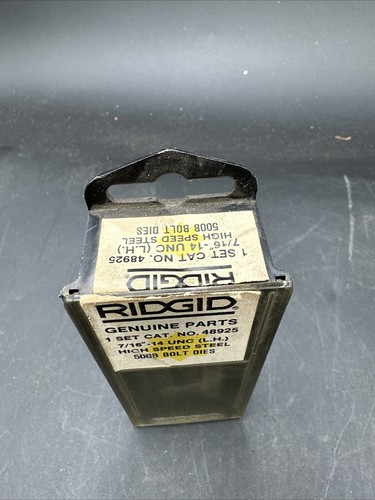 RIDGID
1 SET CAT NO. 48925
7/16"-14 UNC (L.H.)
HIGH SPEED STEEL
500B BOLT DIES
RIDGID
GENUINE PARTS
1 SET CAT. NO. 48925
7/16"-14 UNC (L.H.)
HIGH SPEED STEEL
500B BOLT DIES